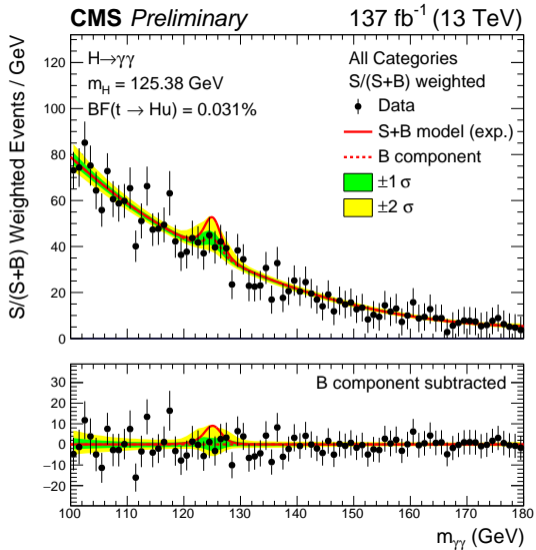 CMS Preliminary 137 fb⁻¹ (13 TeV)
S/(S+B) Weighted Events / GeV
120
100
80
60
40
20
0
H→γγ
m_H = 125.38 GeV
BF(t → Hu) = 0.031%
All Categories
S/(S+B) weighted
Data
S+B model (exp.)
B component
±1 σ
±2 σ
B component subtracted
30
20
10
0
−10
−20
100 110 120 130 140 150 160 170 180
m_γγ (GeV)